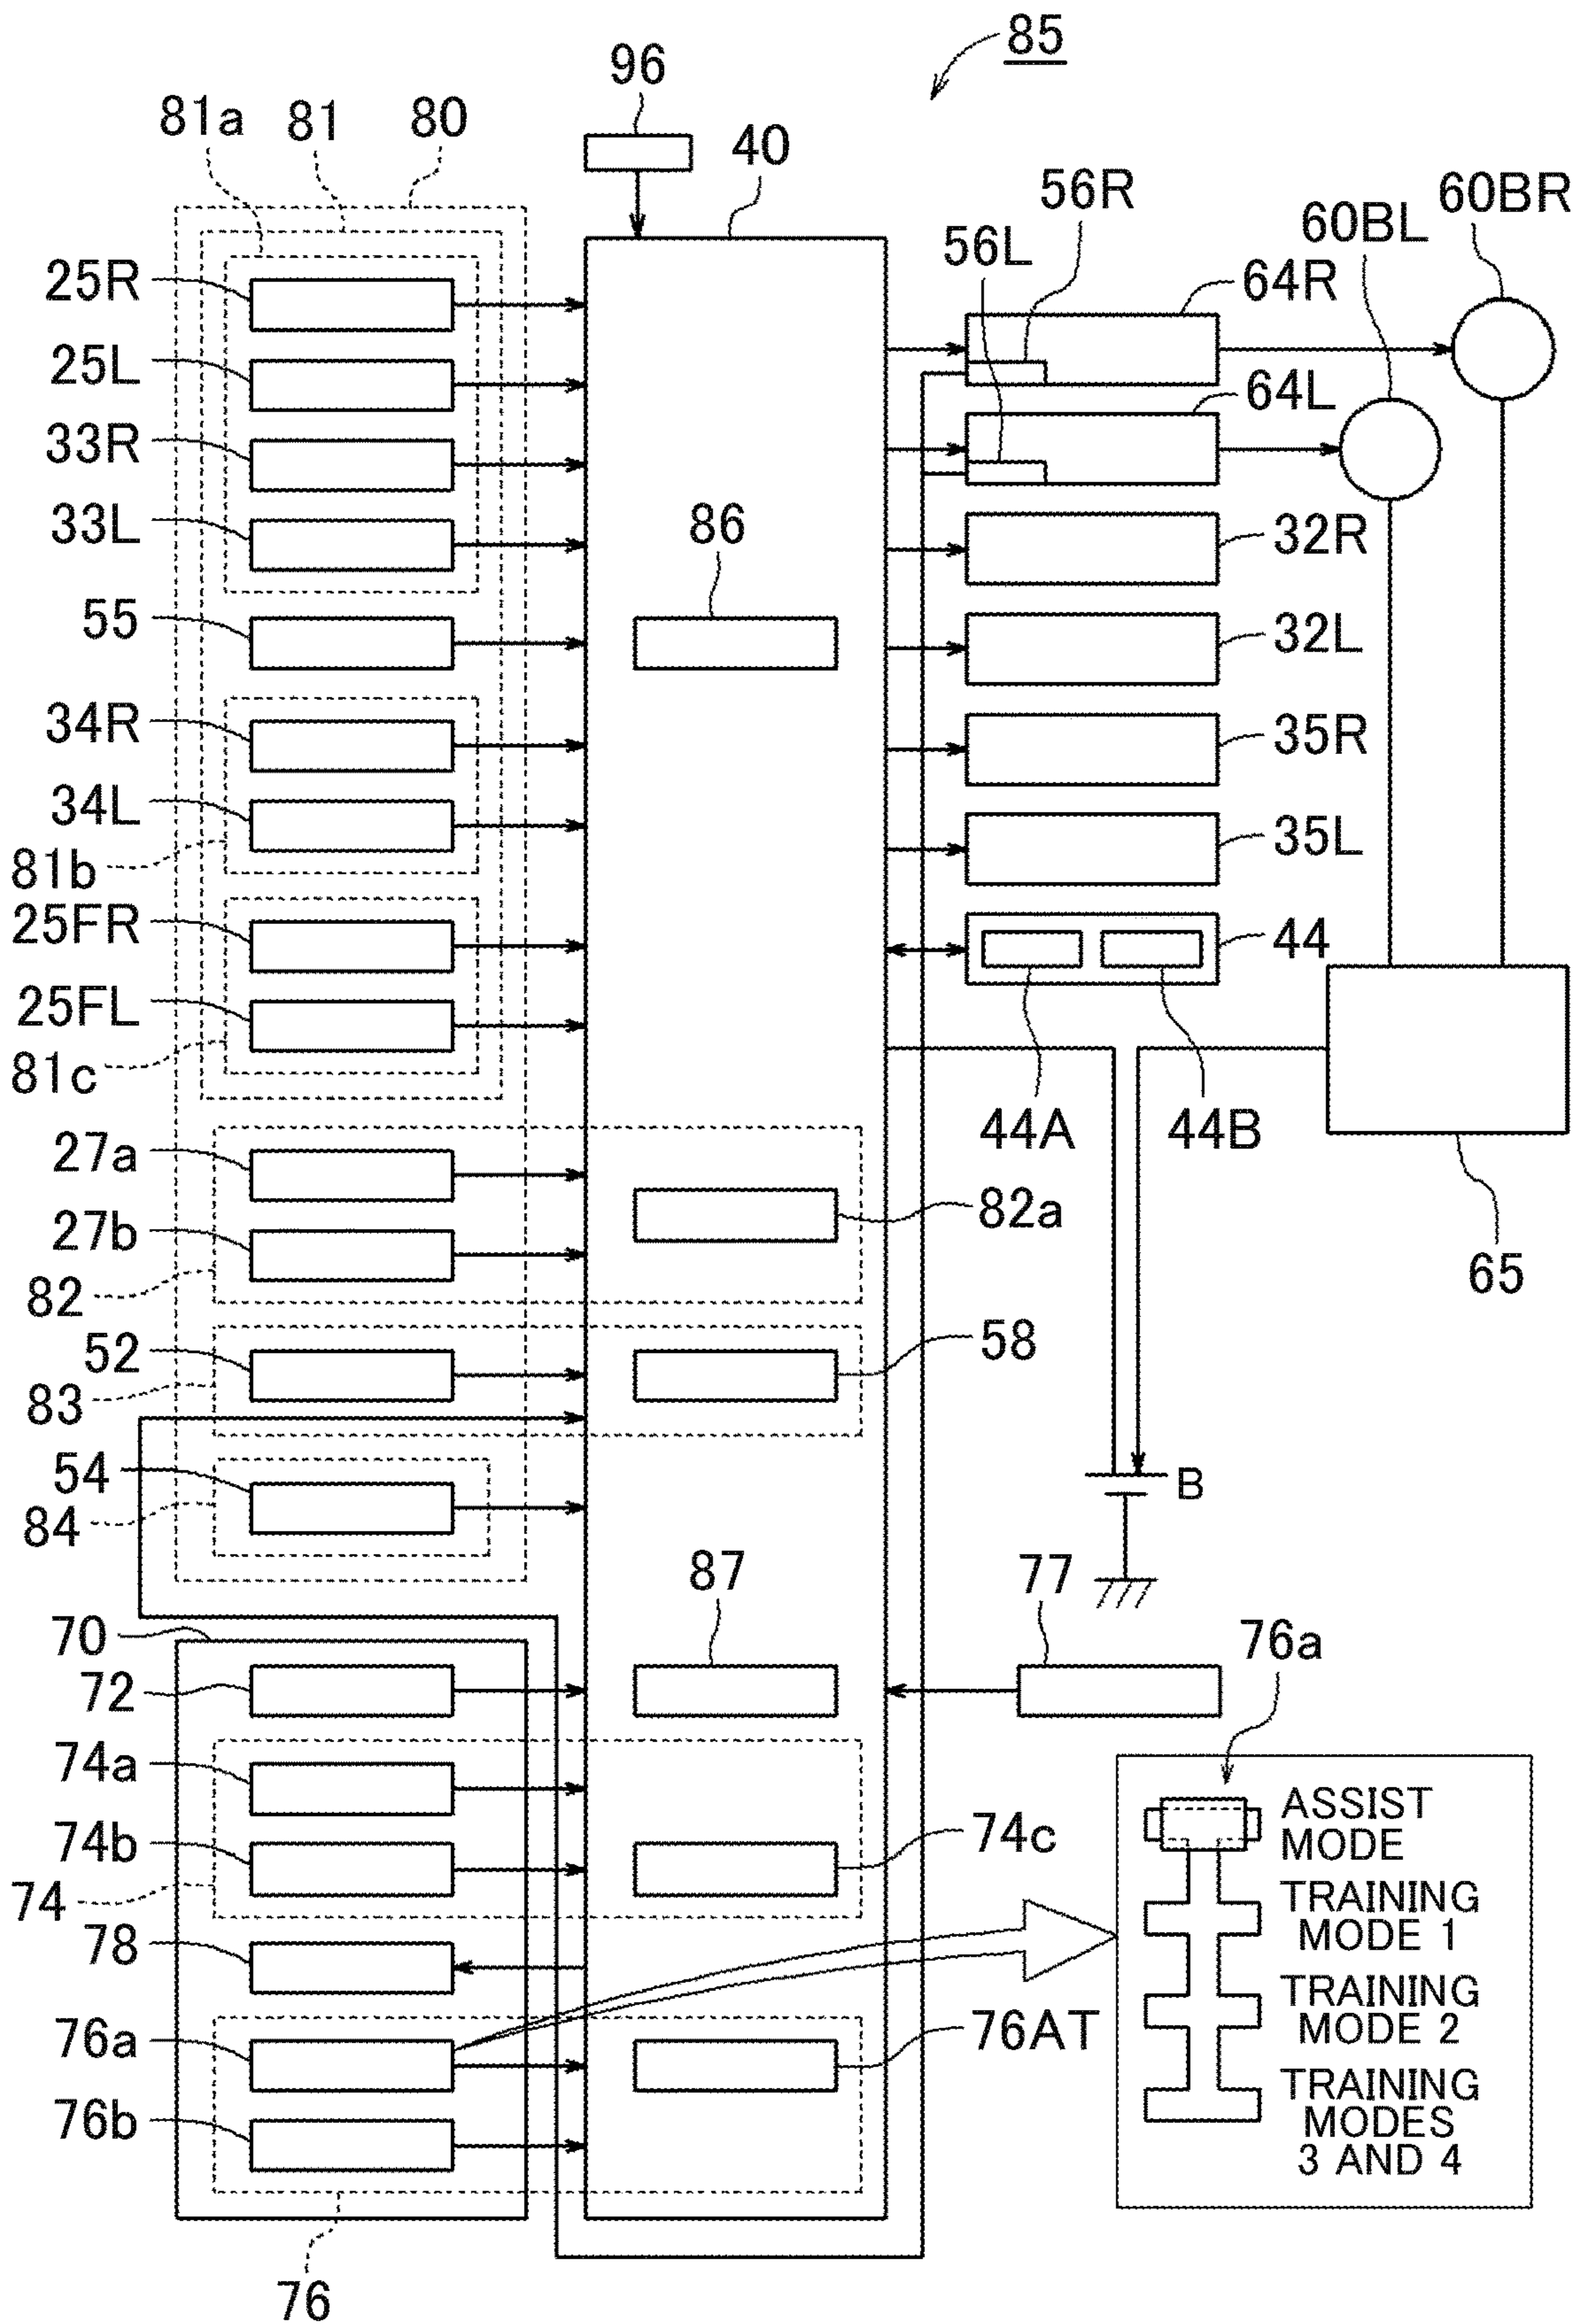 85
96
81a 81 80
40
56R
60BR
60BL
56L
25R
64R
25L
64L
33R
33L
86
32R
55
32L
34R
35R
34L
35L
81b
25FR
44
25FL
81c
44A 44B
27a
82a
27b
65
82
52
58
83
54
B
84
87
77
70
76a
72
74a
ASSIST
MODE
74b
74c
74
TRAINING
MODE 1
78
TRAINING
MODE 2
76a
76AT
TRAINING
MODES
3 AND 4
76b
76